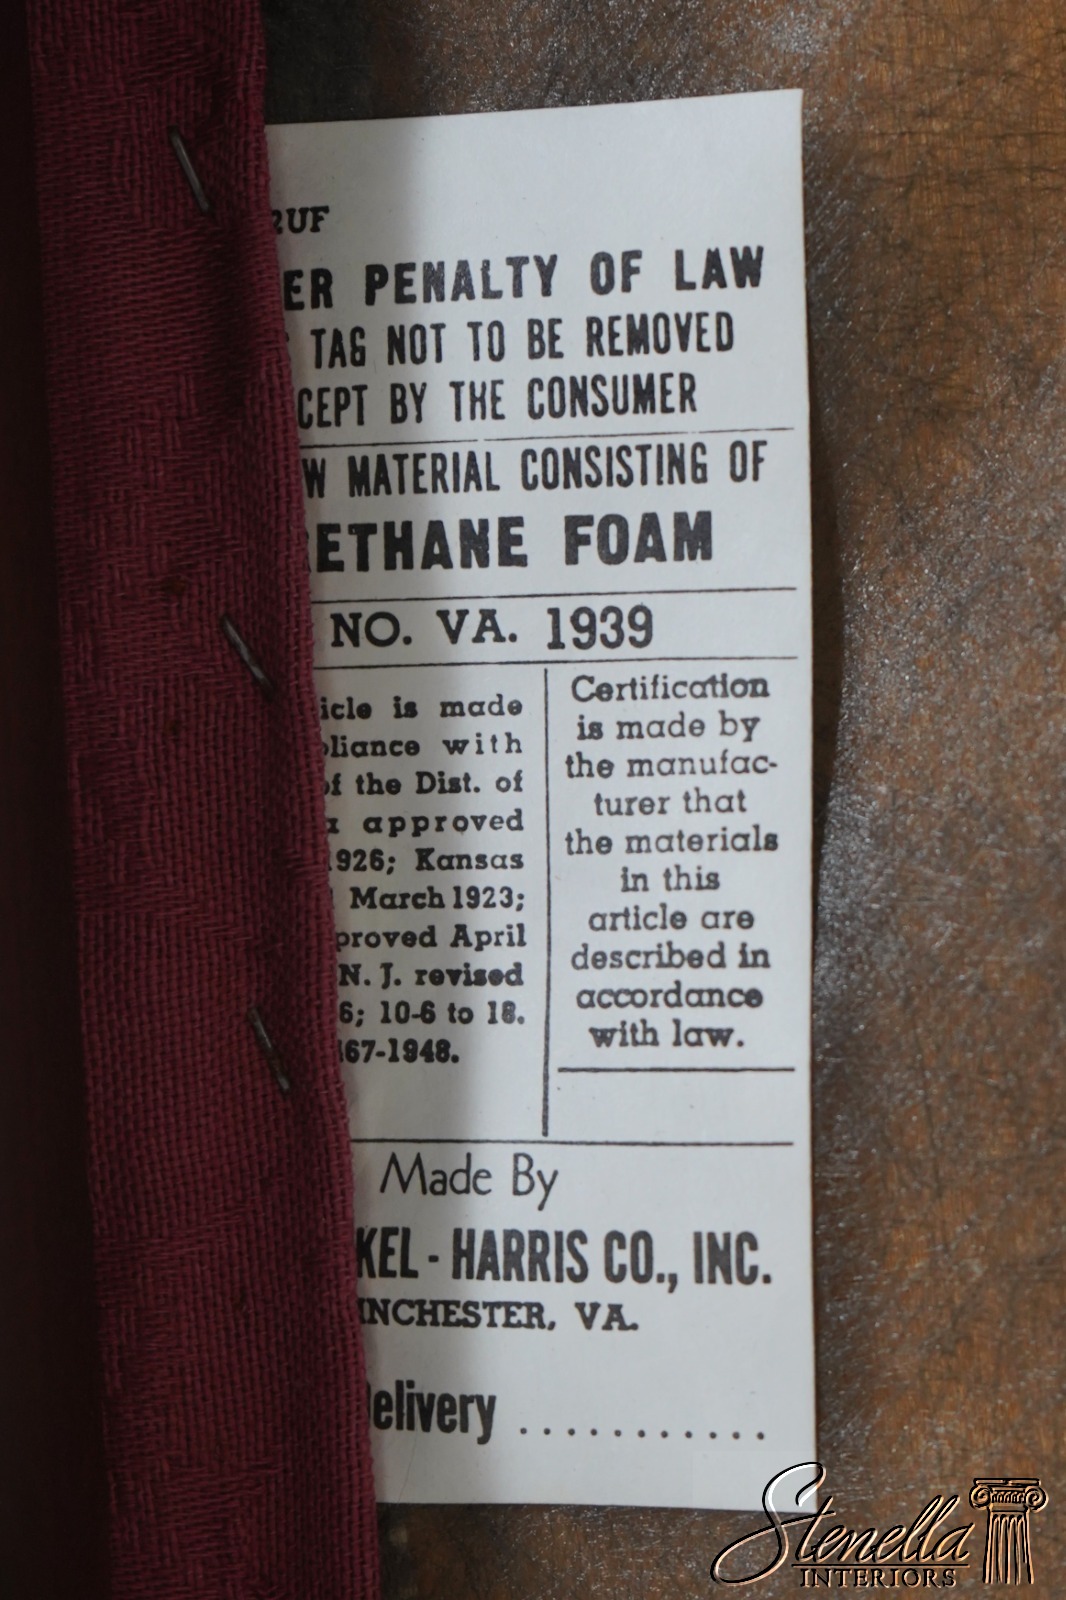 RUF
ER PENALTY OF LAW
TAG NOT TO BE REMOVED
CEPT BY THE CONSUMER
W MATERIAL CONSISTING OF
ETHANE FOAM
NO. VA. 1939
icle is made
pliance with
of the Dist. of
approved
1926; Kansas
March 1923;
proved April
N. J. revised
6; 10-6 to 18.
467-1948.
Certification
is made by
the manufac-
turer that
the materials
in this
article are
described in
accordance
with law.
Made By
KEL - HARRIS CO., INC.
INCHESTER, VA.
delivery ............
Stenella
INTERIORS